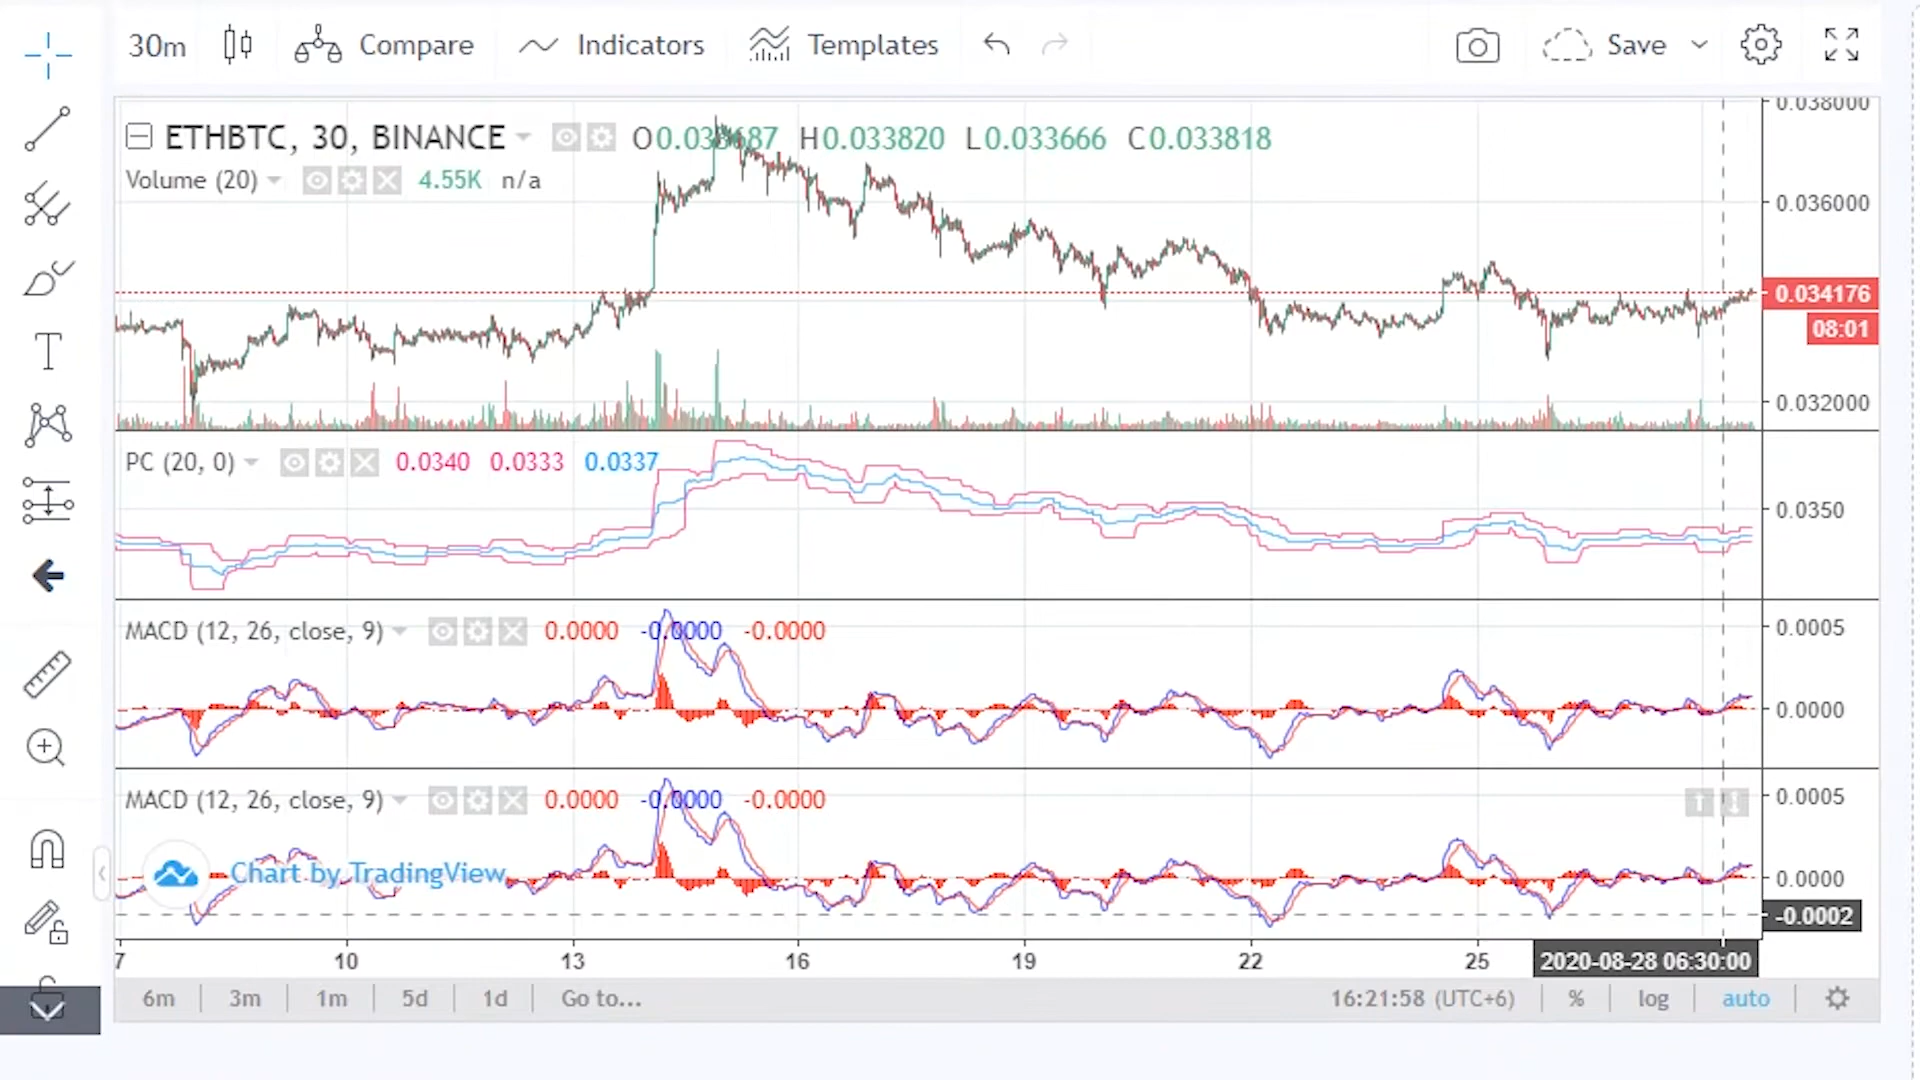 30m Compare Indicators Templates Save
ETHBTC, 30, BINANCE O0.033687 H0.033820 L0.033666 C0.033818
Volume (20) 4.55K n/a
0.038000
0.036000
0.034176
08:01
0.032000
PC (20, 0) 0.0340 0.0333 0.0337
0.0350
MACD (12, 26, close, 9) 0.0000 -0.0000 -0.0000
0.0005
0.0000
MACD (12, 26, close, 9) 0.0000 -0.0000 -0.0000
0.0005
Chart by TradingView
0.0000
-0.0002
7 10 13 16 19 22 25 2020-08-28 06:30:00
6m 3m 1m 5d 1d Go to... 16:21:58 (UTC+6) % log auto